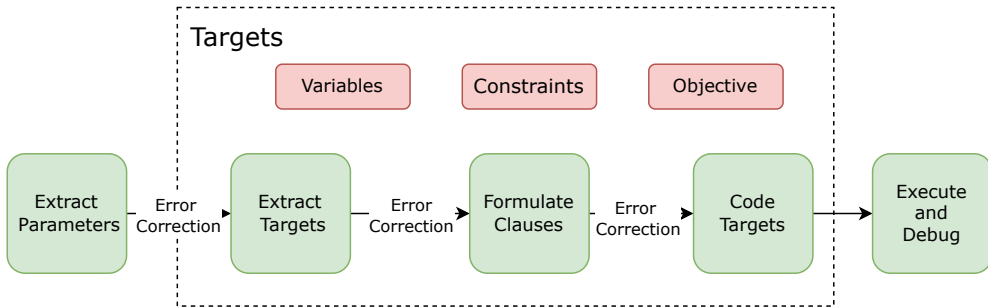 Targets
Variables
Constraints
Objective
Extract
Parameters
Error
Correction
Extract
Targets
Error
Correction
Formulate
Clauses
Error
Correction
Code
Targets
Execute
and
Debug